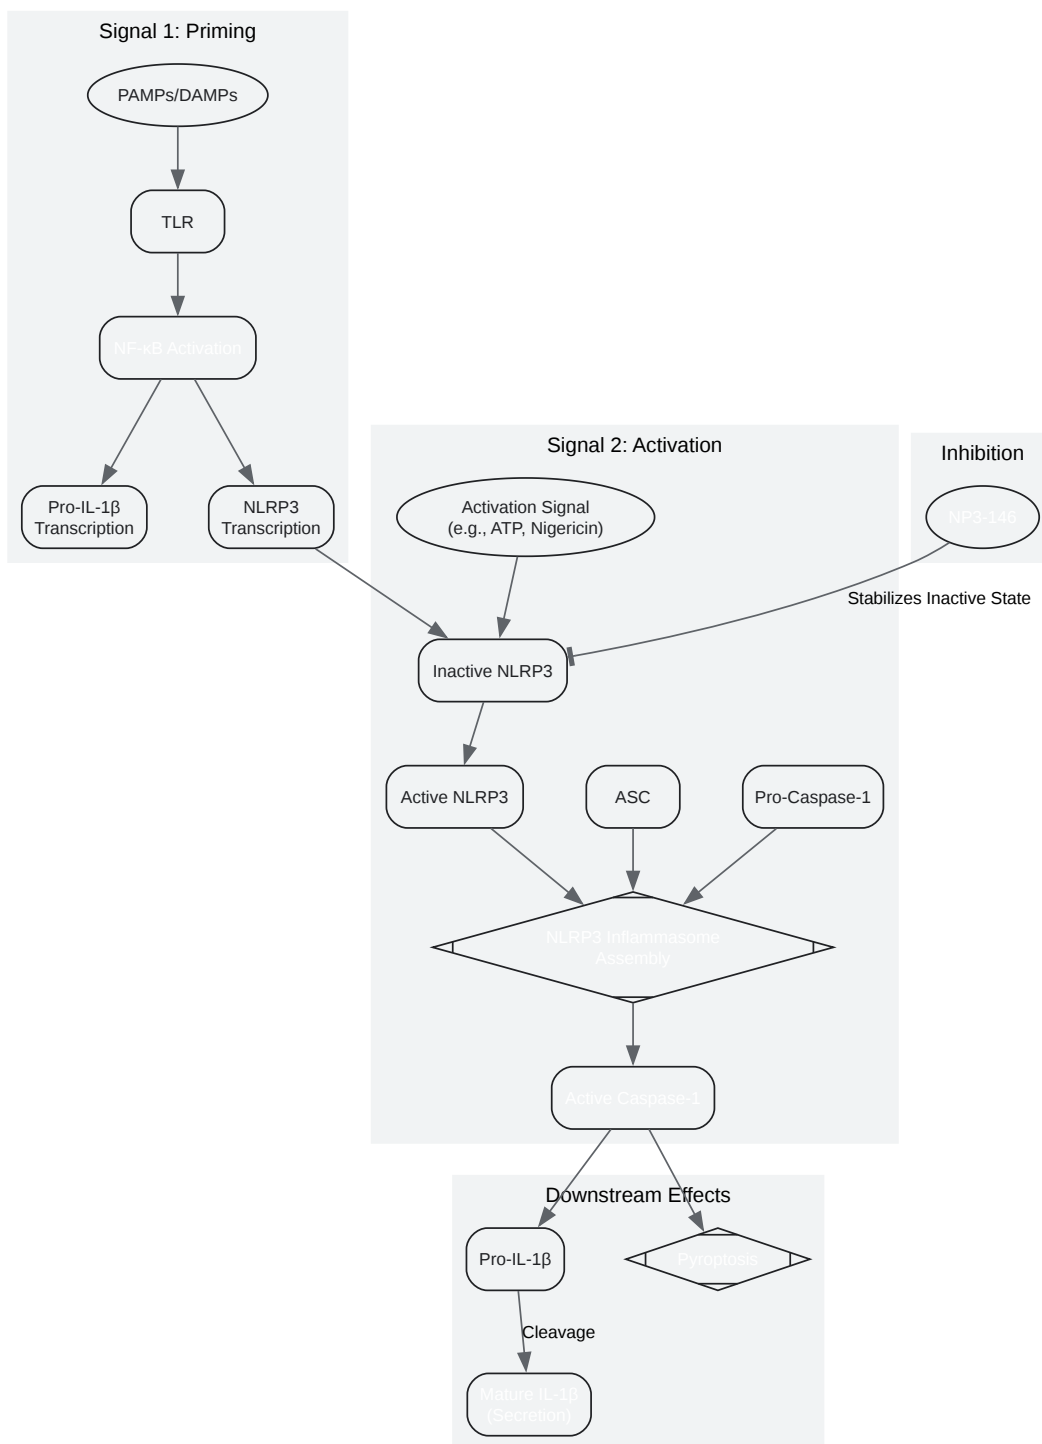 Signal 1: Priming
PAMPs/DAMPs
TLR
NF-κB Activation
Pro-IL-1β
Transcription
NLRP3
Transcription
Signal 2: Activation
Activation Signal
(e.g., ATP, Nigericin)
Inhibition
NP3-146
Stabilizes Inactive State
Inactive NLRP3
Active NLRP3
ASC
Pro-Caspase-1
NLRP3 Inflammasome
Assembly
Active Caspase-1
Downstream Effects
Pro-IL-1β
Pyroptosis
Cleavage
Mature IL-1β
(Secretion)